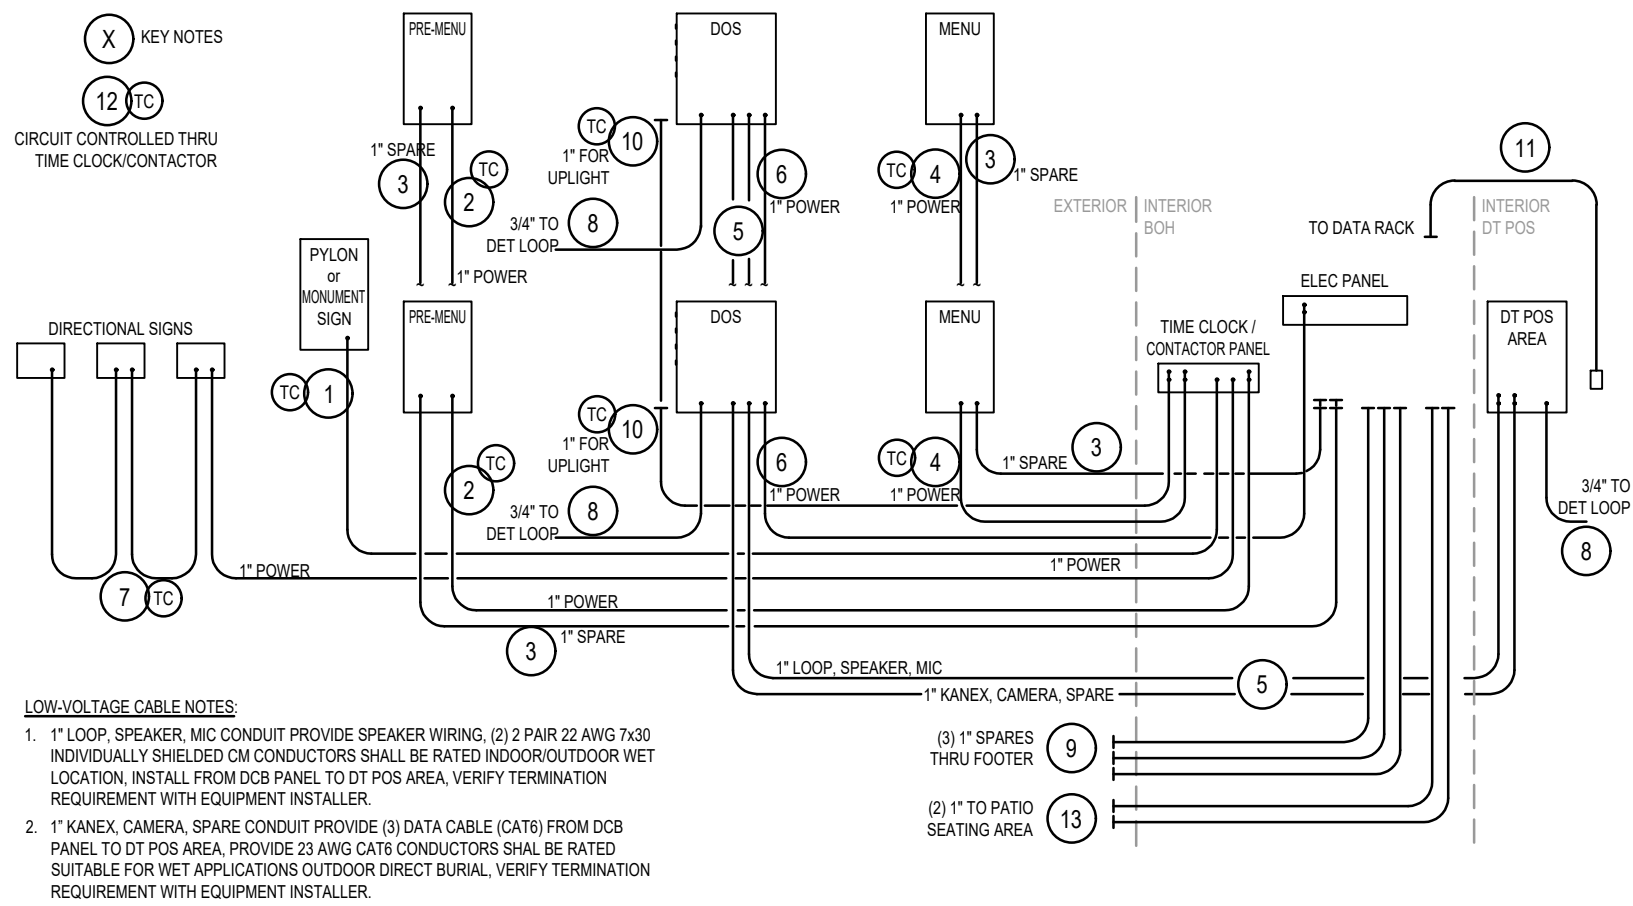 X KEY NOTES
12 TC
CIRCUIT CONTROLLED THRU
TIME CLOCK/CONTACTOR
PRE-MENU
1" SPARE
3
TC
2
1" POWER
DOS
TC
10
1" FOR
UPLIGHT
3/4" TO
DET LOOP
8
5
6
1" POWER
MENU
TC
4
1" POWER
3
1" SPARE
EXTERIOR
INTERIOR
BOH
11
TO DATA RACK
INTERIOR
DT POS
PYLON
or
MONUMENT
SIGN
TC
1
DIRECTIONAL SIGNS
7
TC
1" POWER
PRE-MENU
TC
2
1" POWER
3
1" SPARE
DOS
TC
10
1" FOR
UPLIGHT
3/4" TO
DET LOOP
8
6
1" POWER
MENU
TC
4
1" POWER
1" SPARE
3
TIME CLOCK /
CONTACTOR PANEL
ELEC PANEL
DT POS
AREA
3/4" TO
DET LOOP
8
1" POWER
1" LOOP, SPEAKER, MIC
1" KANEX, CAMERA, SPARE
5
(3) 1" SPARES
THRU FOOTER
9
(2) 1" TO PATIO
SEATING AREA
13
LOW-VOLTAGE CABLE NOTES:
1. 1" LOOP, SPEAKER, MIC CONDUIT PROVIDE SPEAKER WIRING, (2) 2 PAIR 22 AWG 7x30
INDIVIDUALLY SHIELDED CM CONDUCTORS SHALL BE RATED INDOOR/OUTDOOR WET
LOCATION, INSTALL FROM DCB PANEL TO DT POS AREA, VERIFY TERMINATION
REQUIREMENT WITH EQUIPMENT INSTALLER.
2. 1" KANEX, CAMERA, SPARE CONDUIT PROVIDE (3) DATA CABLE (CAT6) FROM DCB
PANEL TO DT POS AREA, PROVIDE 23 AWG CAT6 CONDUCTORS SHAL BE RATED
SUITABLE FOR WET APPLICATIONS OUTDOOR DIRECT BURIAL, VERIFY TERMINATION
REQUIREMENT WITH EQUIPMENT INSTALLER.